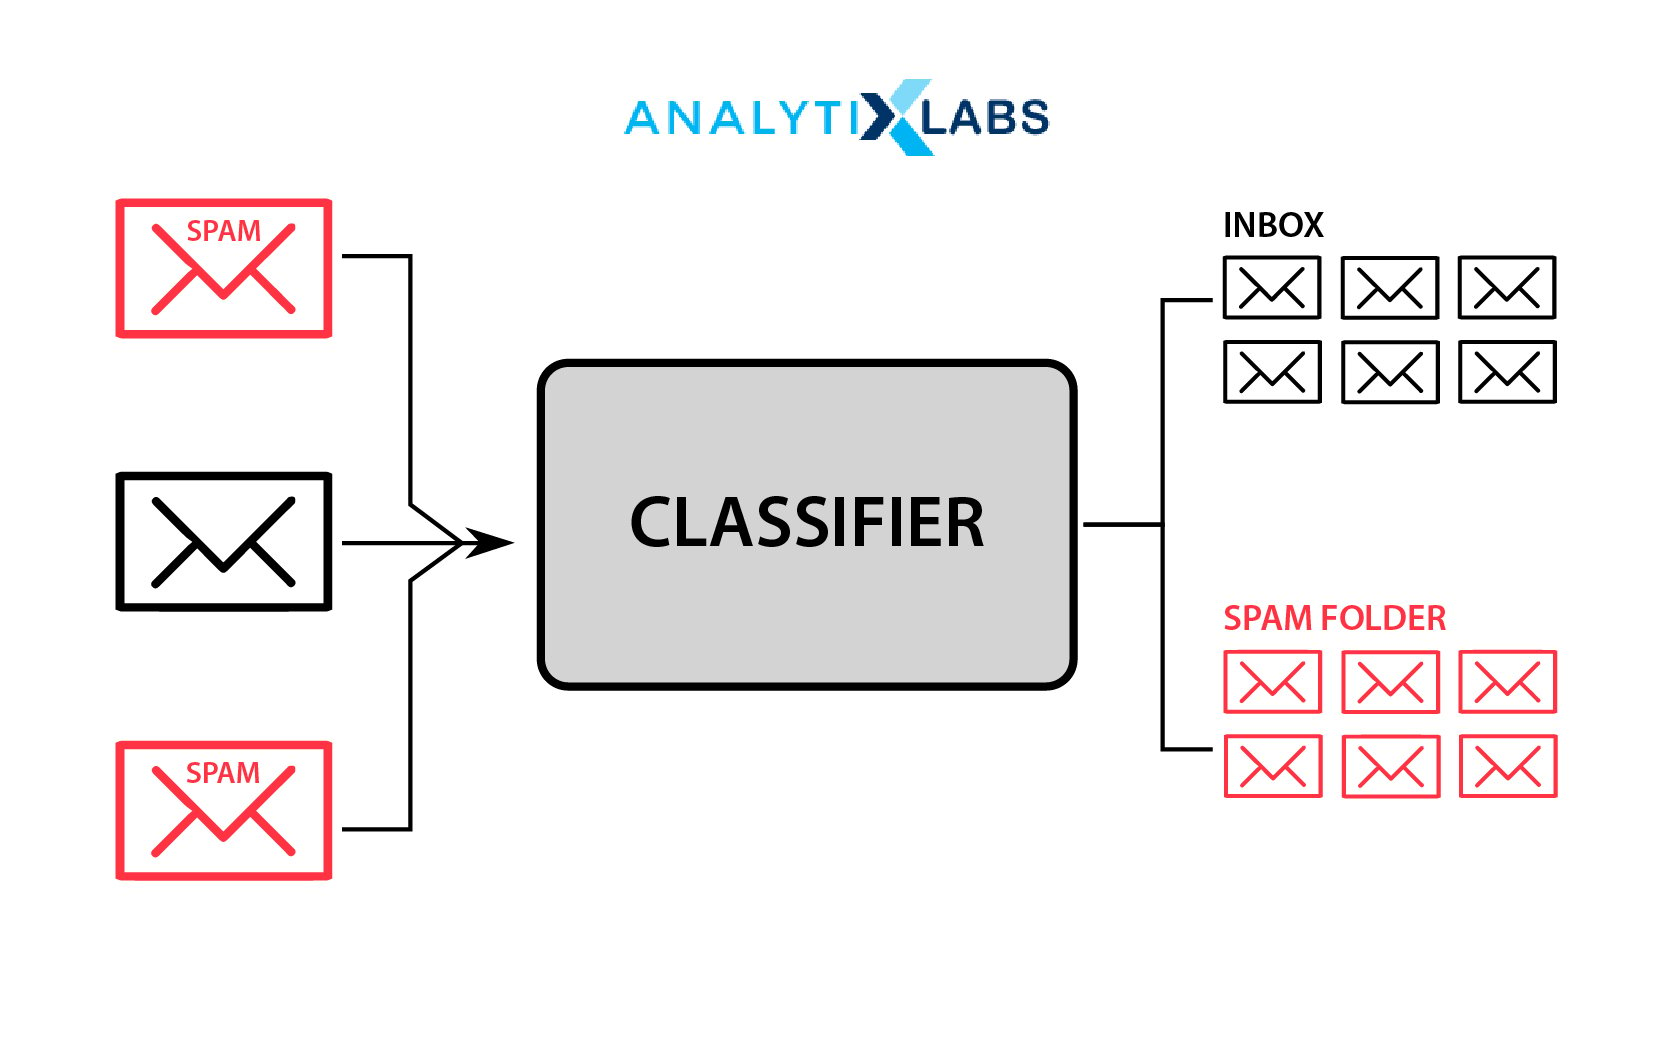 ANALYTIXLABS
SPAM
INBOX
CLASSIFIER
SPAM FOLDER
SPAM